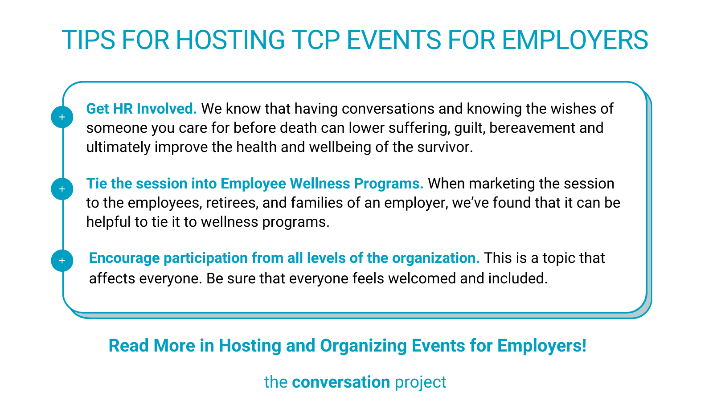 TIPS FOR HOSTING TCP EVENTS FOR EMPLOYERS
Get HR Involved. We know that having conversations and knowing the wishes of
someone you care for before death can lower suffering, guilt, bereavement and
ultimately improve the health and wellbeing of the survivor.
Tie the session into Employee Wellness Programs. When marketing the session
to the employees, retirees, and families of an employer, we’ve found that it can be
helpful to tie it to wellness programs.
Encourage participation from all levels of the organization. This is a topic that
affects everyone. Be sure that everyone feels welcomed and included.
Read More in Hosting and Organizing Events for Employers!
the conversation project